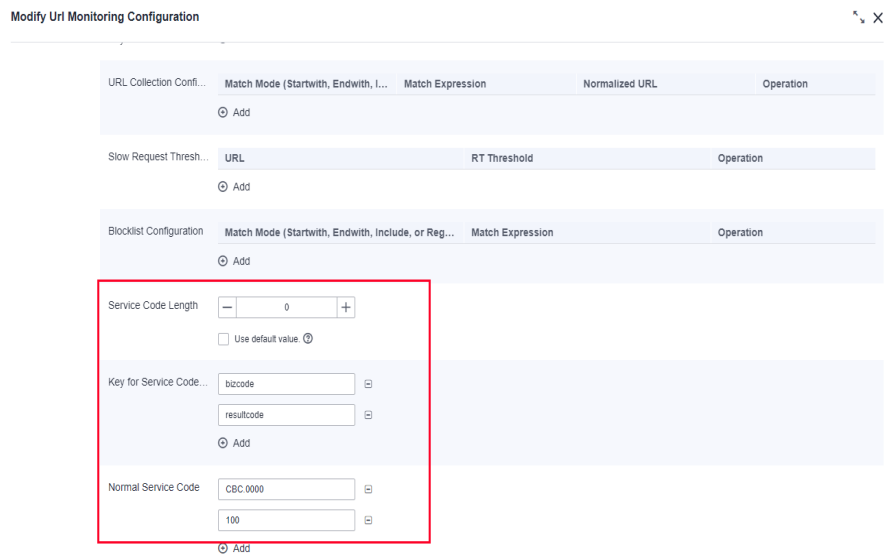 Modify Url Monitoring Configuration
URL Collection Confi... Match Mode (Startwith, Endwith, I... Match Expression Normalized URL Operation
Add
Slow Request Thresh... URL RT Threshold Operation
Add
Blocklist Configuration Match Mode (Startwith, Endwith, Include, or Reg... Match Expression Operation
Add
Service Code Length 0
Use default value.
Key for Service Code... bizcode
resultcode
Add
Normal Service Code CBC.0000
100
Add